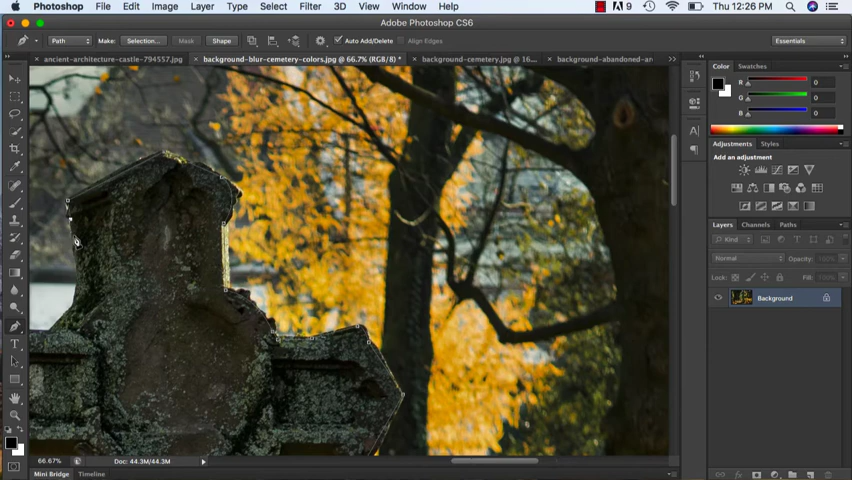 Photoshop File Edit Image Layer Type Select Filter 3D View Window Help 9 Thu 12:26 PM
Adobe Photoshop CS6
Path Make: Selection... Mask Shape Auto Add/Delete Align Edges Essentials
ancient-architecture-castle-794557.jpg background-blur-cemetery-colors.jpg @ 66.7% (RGB/8) * background-cemetery.jpg @ 16... background-abandoned-ar
Color Swatches
R 0
G 0
B 0
Adjustments Styles
Add an adjustment
Layers Channels Paths
Kind
Normal Opacity: 100%
Lock: Fill: 100%
Background
66.67% Doc: 44.3M/44.3M
Mini Bridge Timeline